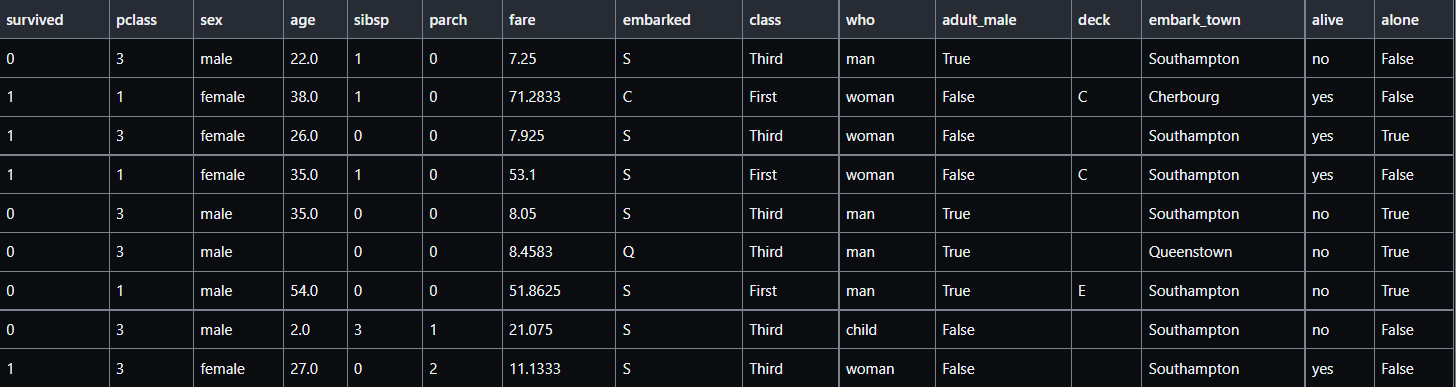 survived pclass sex age sibsp parch fare embarked class who adult_male deck embark_town alive alone
0 3 male 22.0 1 0 7.25 S Third man True Southampton no False
1 1 female 38.0 1 0 71.2833 C First woman False C Cherbourg yes False
1 3 female 26.0 0 0 7.925 S Third woman False Southampton yes True
1 1 female 35.0 1 0 53.1 S First woman False C Southampton yes False
0 3 male 35.0 0 0 8.05 S Third man True Southampton no True
0 3 male 0 0 8.4583 Q Third man True Queenstown no True
0 1 male 54.0 0 0 51.8625 S First man True E Southampton no True
0 3 male 2.0 3 1 21.075 S Third child False Southampton no False
1 3 female 27.0 0 2 11.1333 S Third woman False Southampton yes False